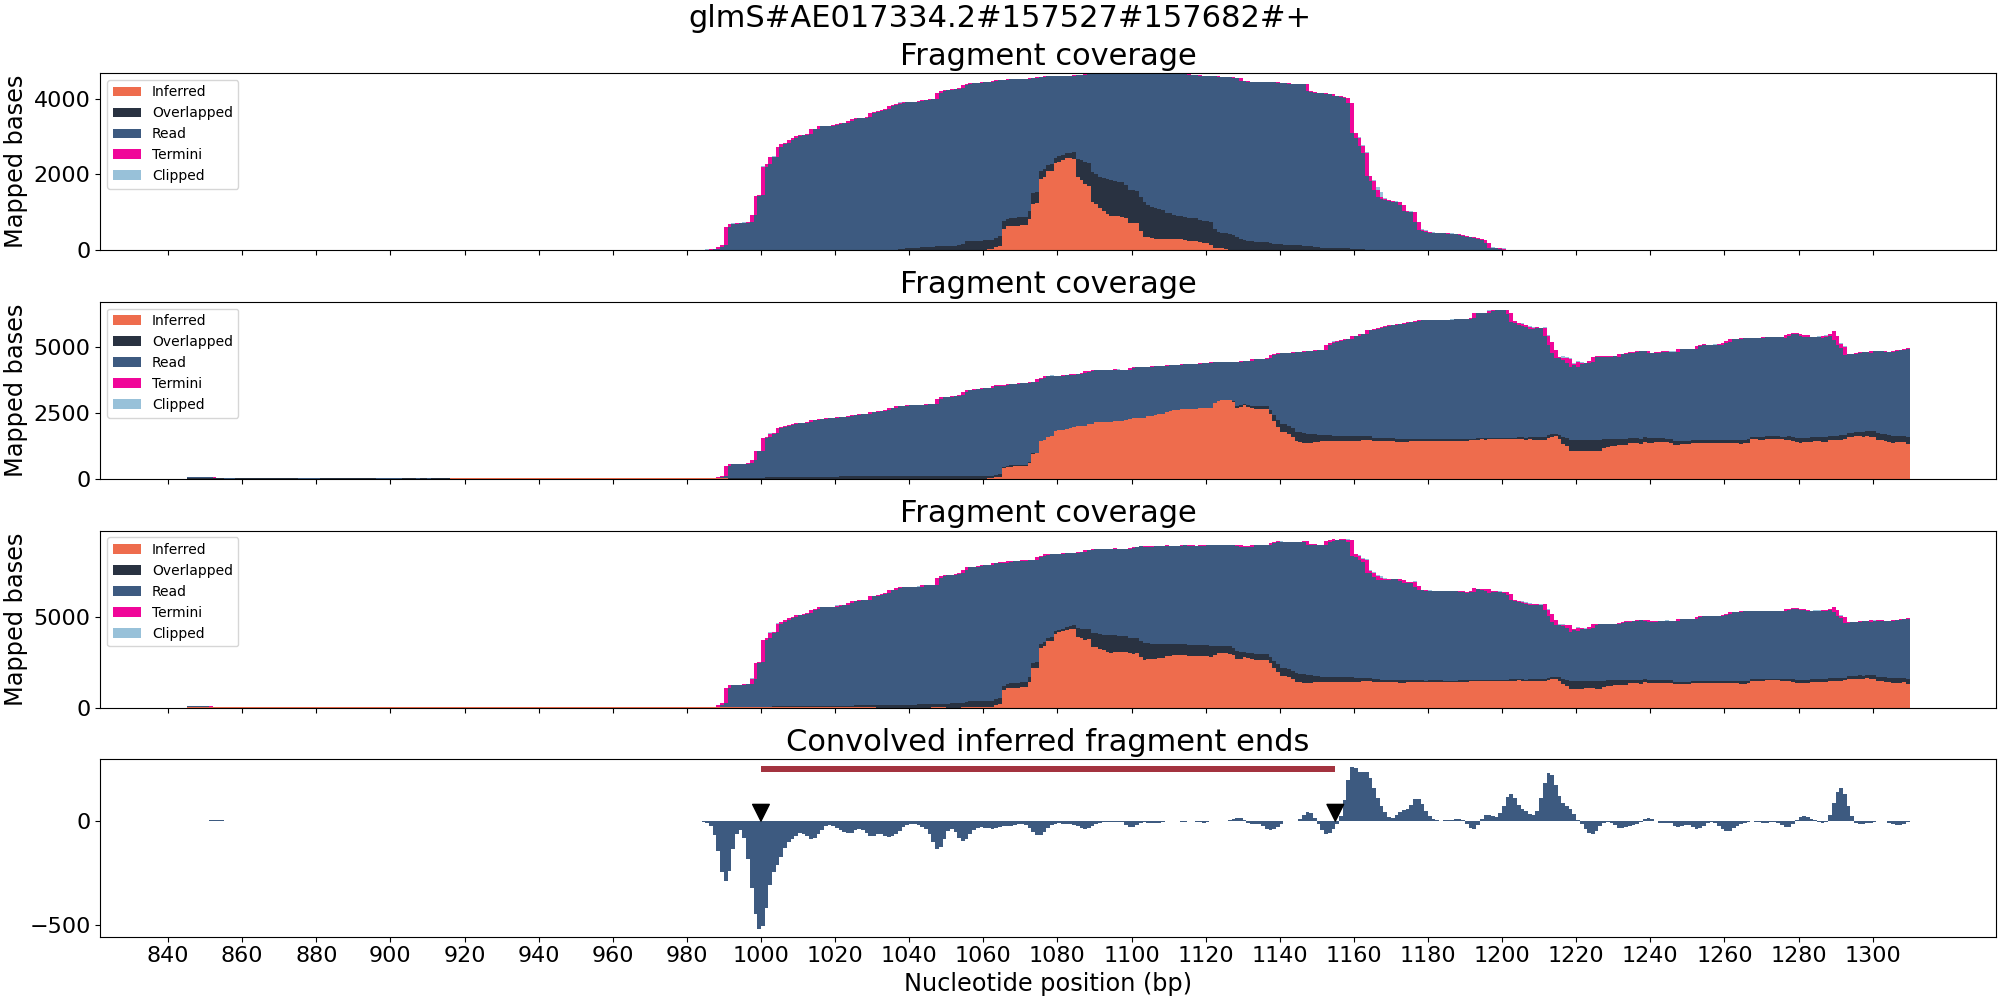 glmS#AE017334.2#157527#157682#+
Fragment coverage
Mapped bases
4000
2000
0
Inferred
Overlapped
Read
Termini
Clipped
Fragment coverage
Mapped bases
5000
2500
0
Inferred
Overlapped
Read
Termini
Clipped
Fragment coverage
Mapped bases
5000
0
Inferred
Overlapped
Read
Termini
Clipped
Convolved inferred fragment ends
0
−500
840 860 880 900 920 940 960 980 1000 1020 1040 1060 1080 1100 1120 1140 1160 1180 1200 1220 1240 1260 1280 1300
Nucleotide position (bp)